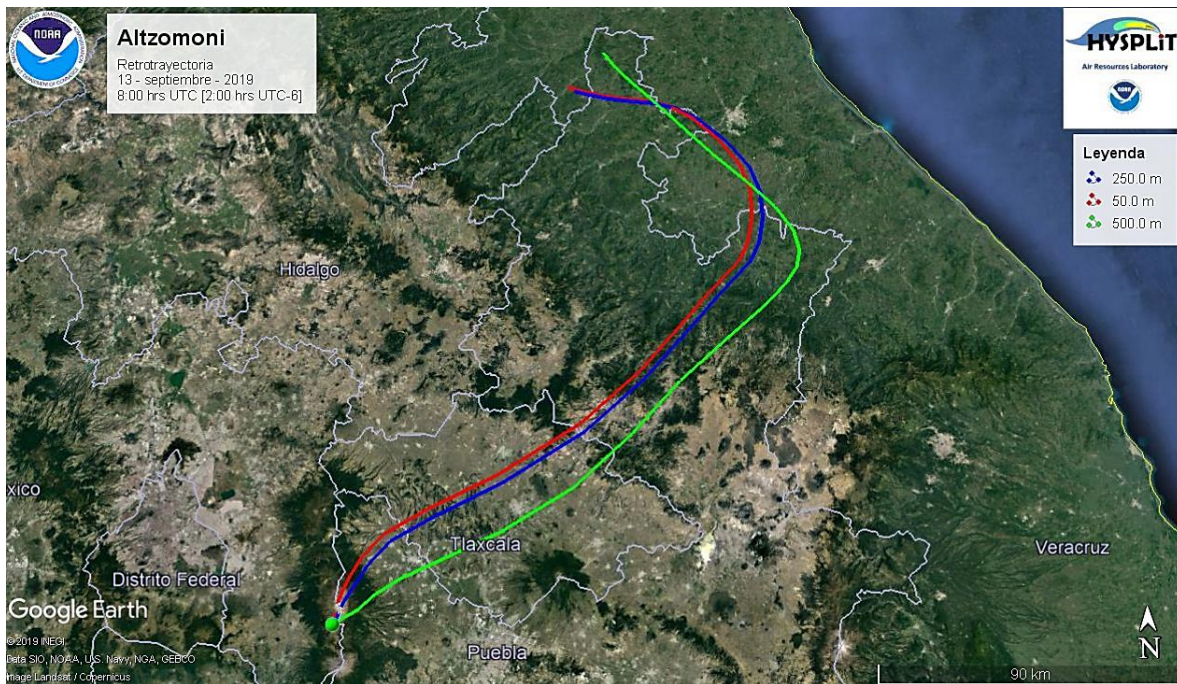 NOAA
Altzomoni
Retrotrayectoria
13 - septiembre - 2019
8:00 hrs UTC [2:00 hrs UTC-6]
HYSPLiT
Air Resources Laboratory
Leyenda
250.0 m
50.0 m
500.0 m
Hidalgo
xico
Tlaxcala
Veracruz
Distrito Federal
Google Earth
©2019 INEGI
Data SIO, NOAA, U.S. Navy, NGA, GEBCO
Image Landsat / Copernicus
Puebla
N
90 km